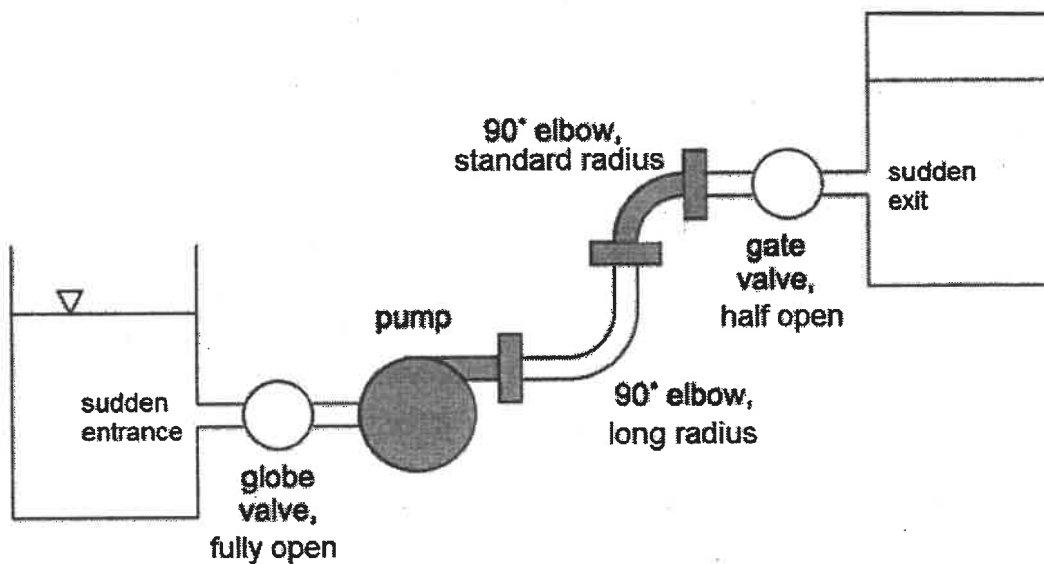 90° elbow,
standard radius
sudden
exit
gate
valve,
half open
pump
90° elbow,
long radius
sudden
entrance
globe
valve,
fully open